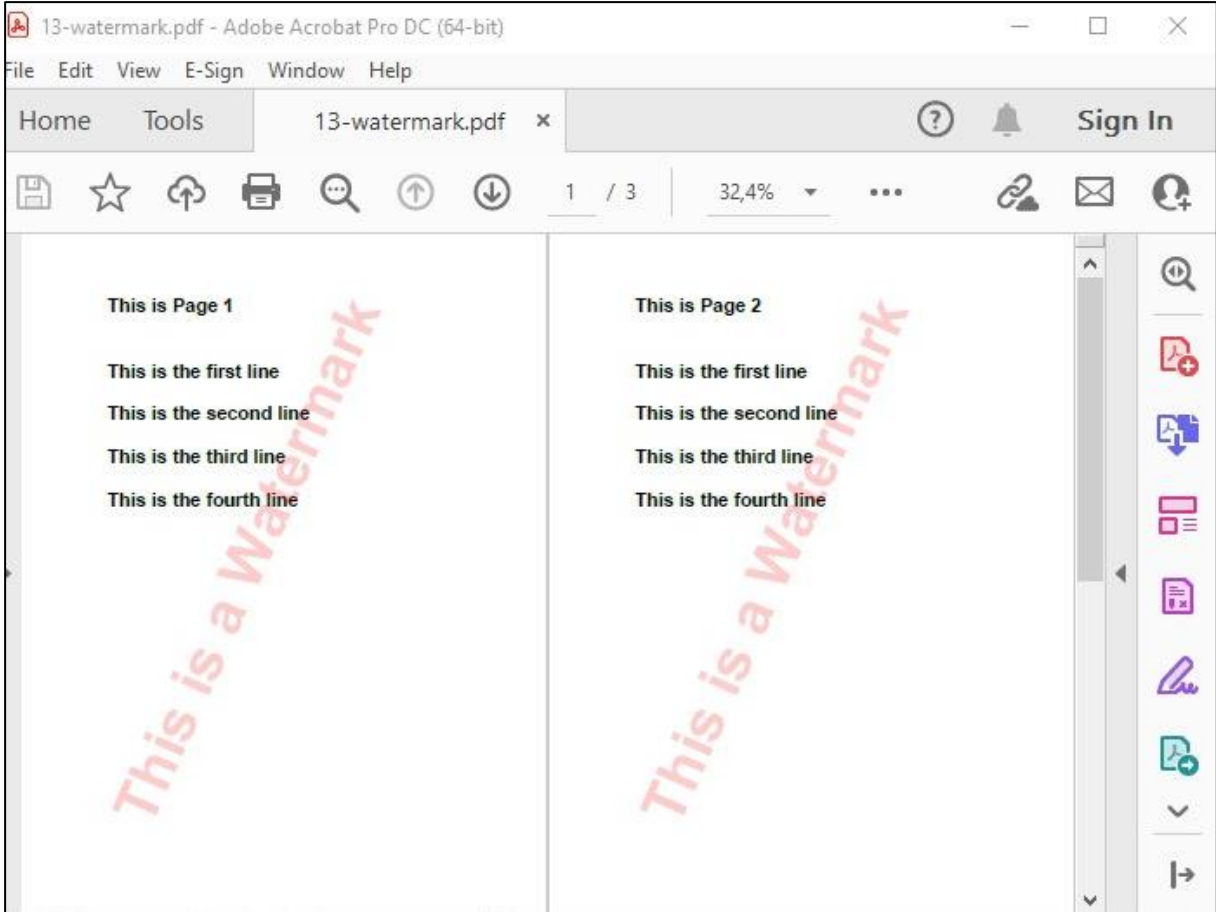 13-watermark.pdf - Adobe Acrobat Pro DC (64-bit)
File Edit View E-Sign Window Help
Home Tools 13-watermark.pdf × Sign In
1 / 3 32,4%
This is Page 1
This is the first line
This is the second line
This is the third line
This is the fourth line
This is a Watermark
This is Page 2
This is the first line
This is the second line
This is the third line
This is the fourth line
This is a Watermark